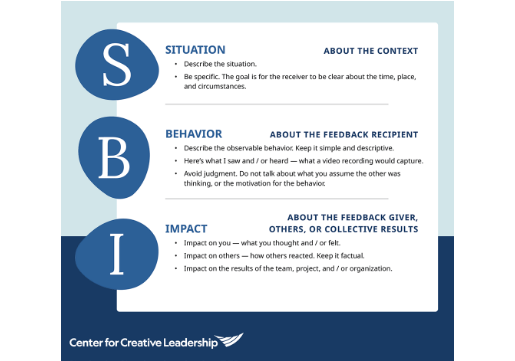 S
SITUATION
ABOUT THE CONTEXT
• Describe the situation.
• Be specific. The goal is for the receiver to be clear about the time, place,
and circumstances.
B
BEHAVIOR
ABOUT THE FEEDBACK RECIPIENT
• Describe the observable behavior. Keep it simple and descriptive.
• Here's what I saw and / or heard — what a video recording would capture.
• Avoid judgment. Do not talk about what you assume the other was
thinking, or the motivation for the behavior.
I
IMPACT
ABOUT THE FEEDBACK GIVER,
OTHERS, OR COLLECTIVE RESULTS
• Impact on you — what you thought and / or felt.
• Impact on others — how others reacted. Keep it factual.
• Impact on the results of the team, project, and / or organization.
Center for Creative Leadership